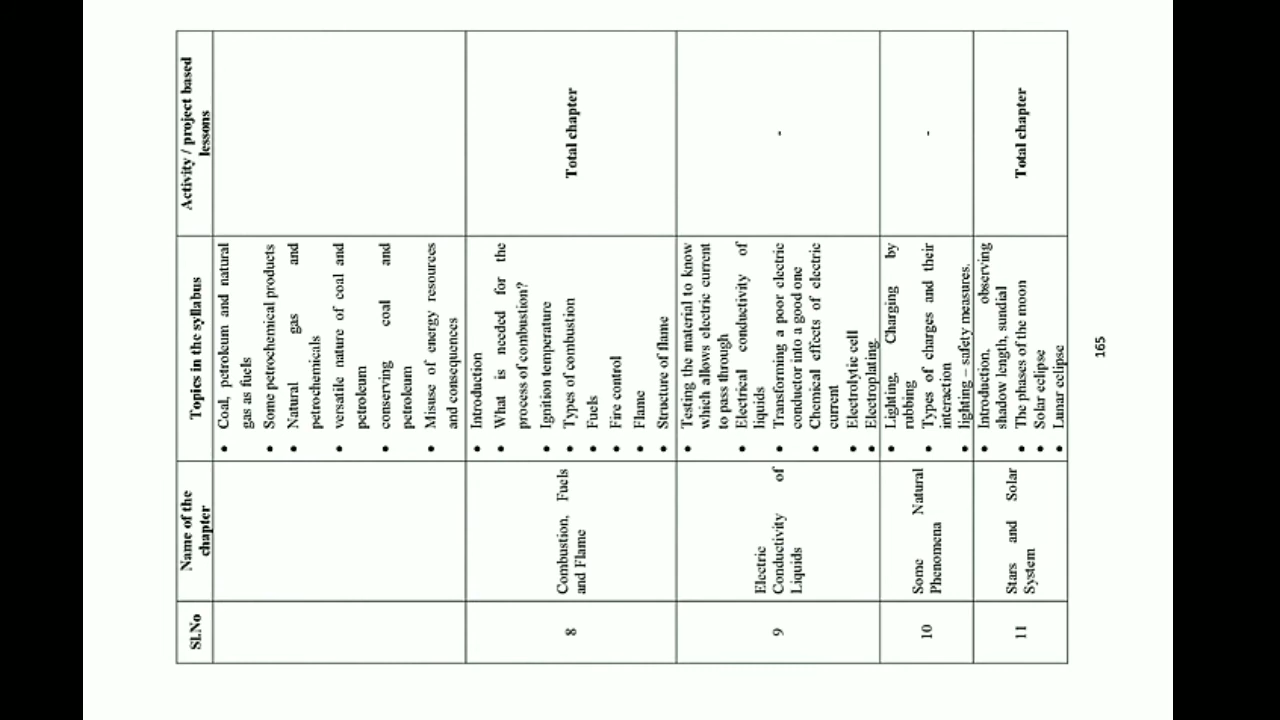 Sl.No
Name of the
chapter
Topics in the syllabus
Activity / project based
lessons
• Coal, petroleum and natural
gas as fuels
• Some petrochemical products
• Natural gas and
petrochemicals
• versatile nature of coal and
petroleum
• conserving coal and
petroleum
• Misuse of energy resources
and consequences
8
Combustion, Fuels
and Flame
• Introduction
• What is needed for the
process of combustion?
• Ignition temperature
• Types of combustion
• Fuels
• Fire control
• Flame
• Structure of flame
Total chapter
9
Electric
Conductivity of
Liquids
• Testing the material to know
which allows electric current
to pass through
• Electrical conductivity of
liquids
• Transforming a poor electric
conductor into a good one
• Chemical effects of electric
current
• Electrolytic cell
• Electroplating.
-
10
Some Natural
Phenomena
• Lighting, Charging by
rubbing
• Types of charges and their
interaction
• lighting – safety measures.
-
11
Stars and Solar
System
• Introduction, observing
shadow length, sundial
• The phases of the moon
• Solar eclipse
• Lunar eclipse
Total chapter
165